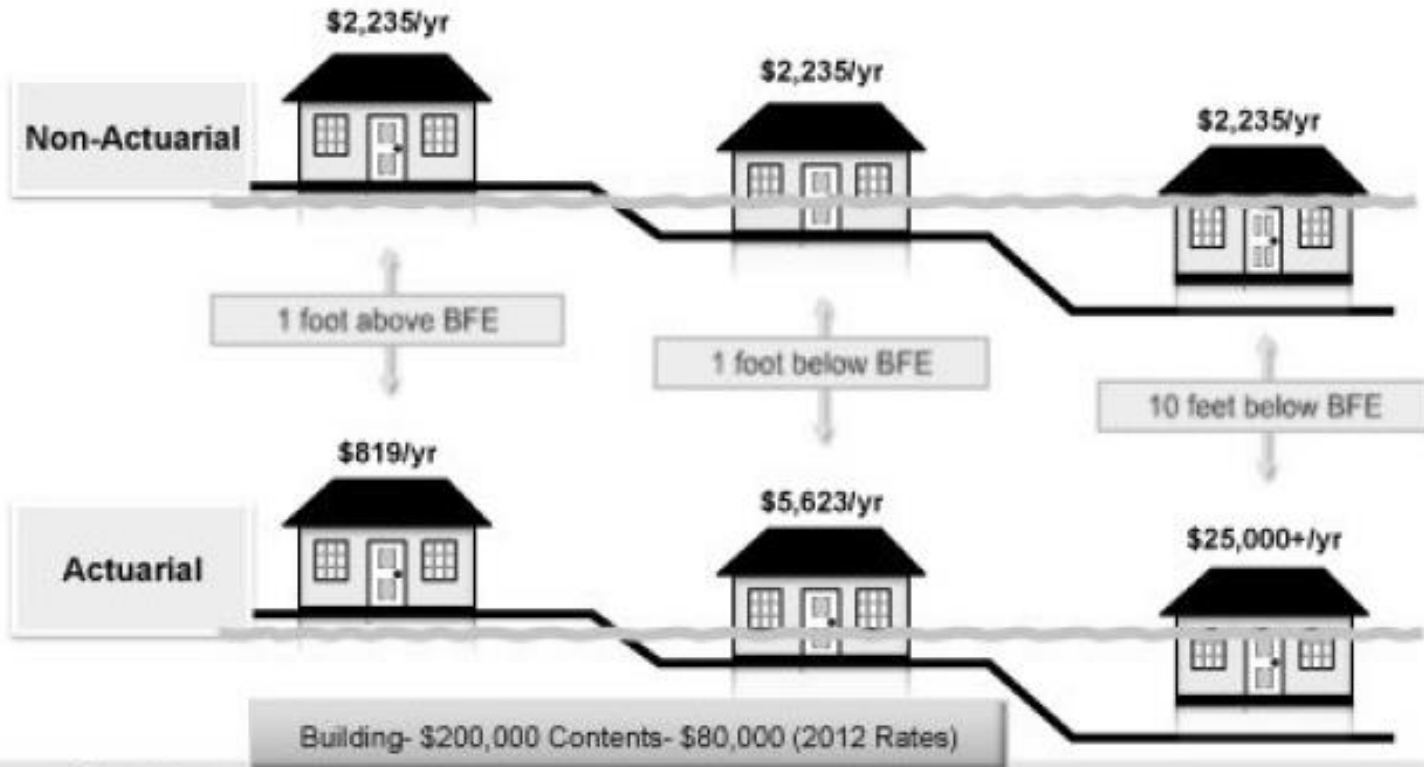 $2,235/yr
$2,235/yr
$2,235/yr
Non-Actuarial
1 foot above BFE
1 foot below BFE
10 feet below BFE
$819/yr
$5,623/yr
$25,000+/yr
Actuarial
Building- $200,000 Contents- $80,000 (2012 Rates)